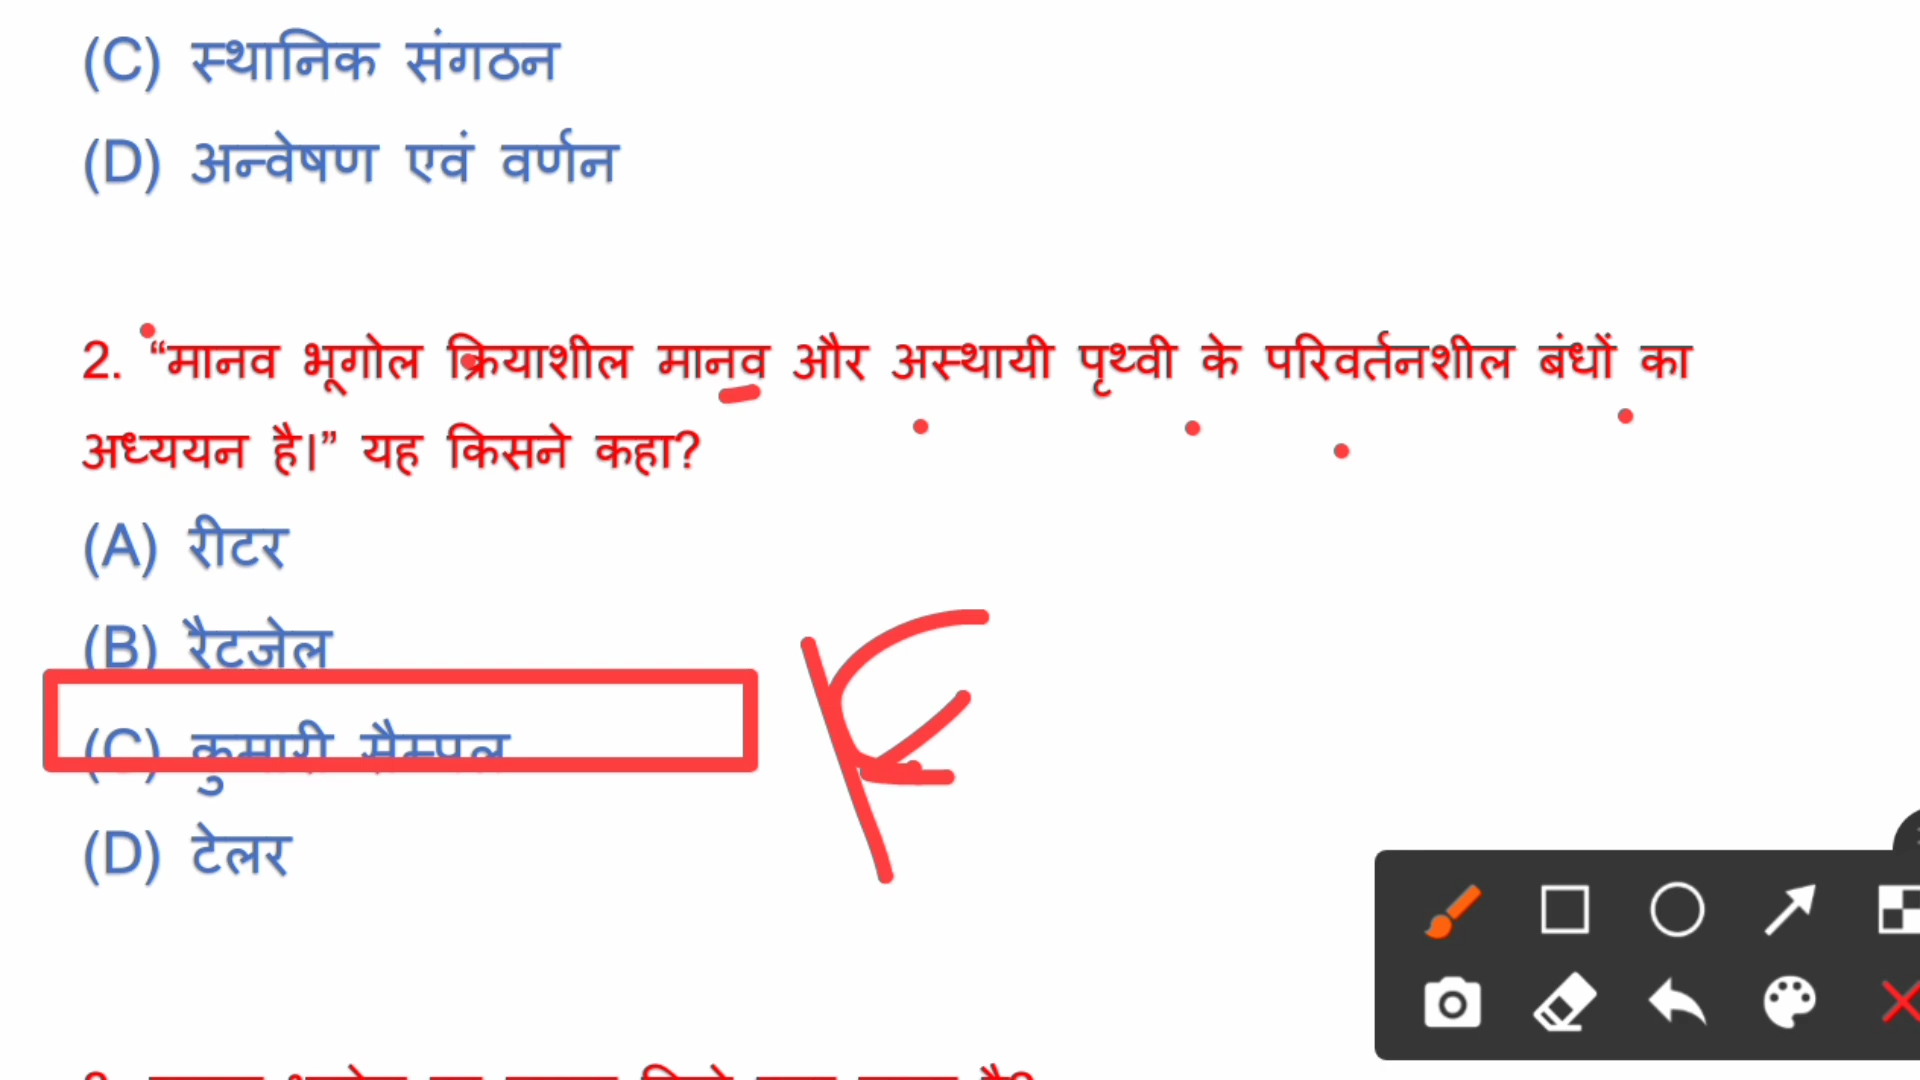 (C) स्थानिक संगठन
(D) अन्वेषण एवं वर्णन
2. “मानव भूगोल क्रियाशील मानव और अस्थायी पृथ्वी के परिवर्तनशील बंधों का
अध्ययन है।” यह किसने कहा?
(A) रीटर
(B) रैटजेल
(C) कुमारी सैम्पल
(D) टेलर